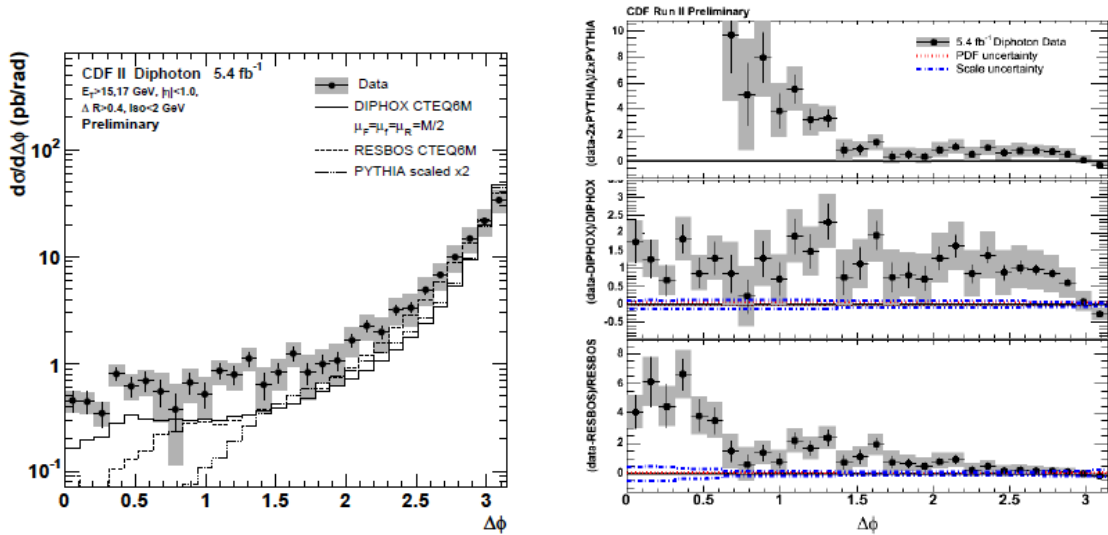 CDF II Diphoton 5.4 fb⁻¹
E_T>15,17 GeV, |η|<1.0,
Δ R>0.4, Iso<2 GeV
Preliminary
Data
DIPHOX CTEQ6M
μ_F=μ_f=μ_R=M/2
RESBOS CTEQ6M
PYTHIA scaled x2
dσ/dΔϕ (pb/rad)
10²
10
1
10⁻¹
0 0.5 1 1.5 2 2.5 3
Δϕ
CDF Run II Preliminary
5.4 fb⁻¹ Diphoton Data
PDF uncertainty
Scale uncertainty
(data-2xPYTHIA)/2xPYTHIA
10
8
6
4
2
0
(data-DIPHOX)/DIPHOX
3.5
3
2.5
2
1.5
1
0.5
0
-0.5
(data-RESBOS)/RESBOS
8
6
4
2
0
0 0.5 1 1.5 2 2.5 3
Δϕ